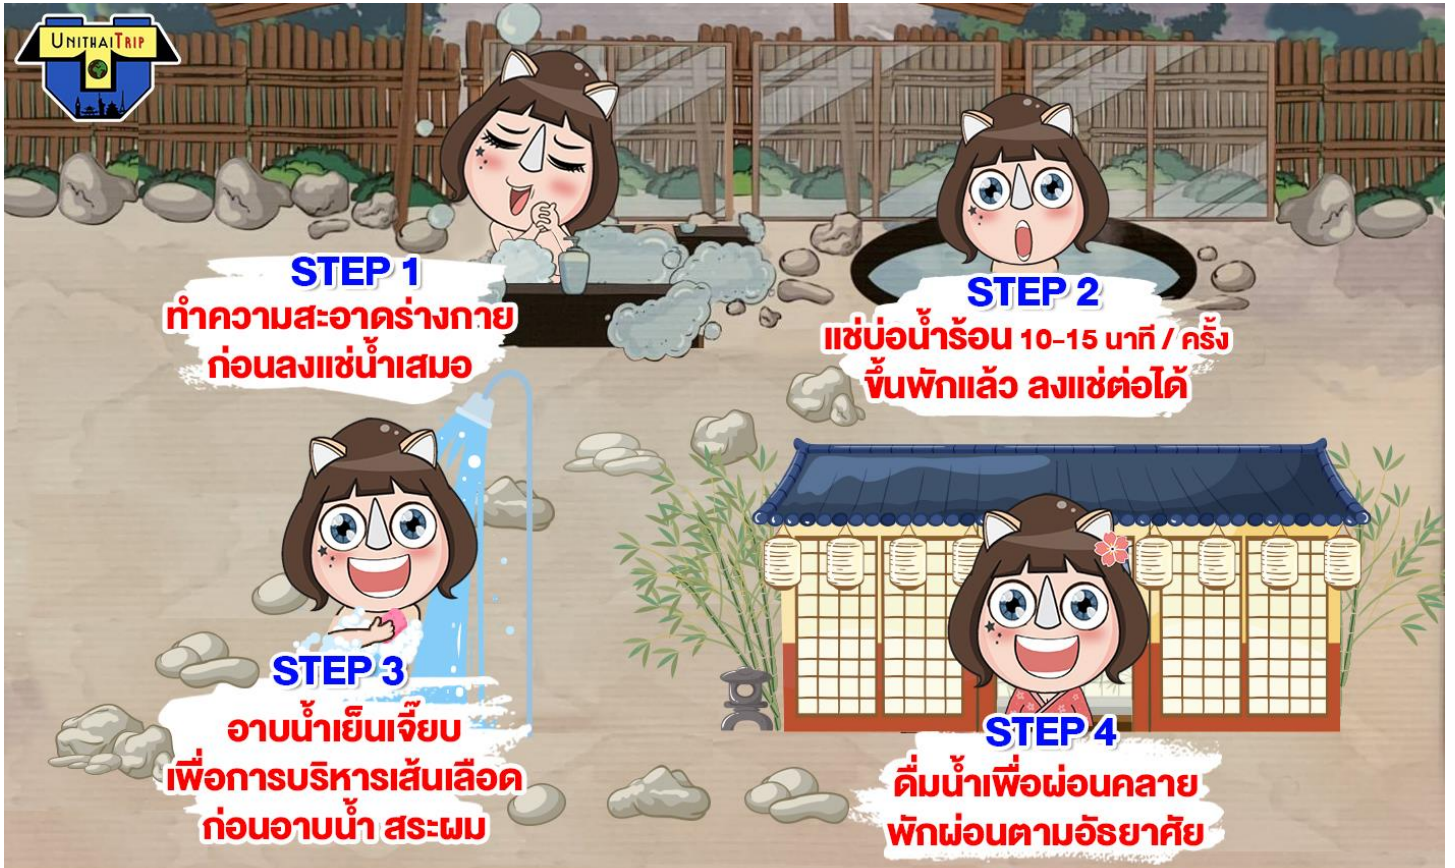 UNITHAITRIP
STEP 1
ทำความสะอาดร่างกาย
ก่อนลงแช่น้ำเสมอ
STEP 2
แช่บ่อน้ำร้อน 10-15 นาที / ครั้ง
ขึ้นพักแล้ว ลงแช่ต่อได้
STEP 3
อาบน้ำเย็นเจี๊ยบ
เพื่อการบริหารเส้นเลือด
ก่อนอาบน้ำ สระผม
STEP 4
ดื่มน้ำเพื่อผ่อนคลาย
พักผ่อนตามอัธยาศัย